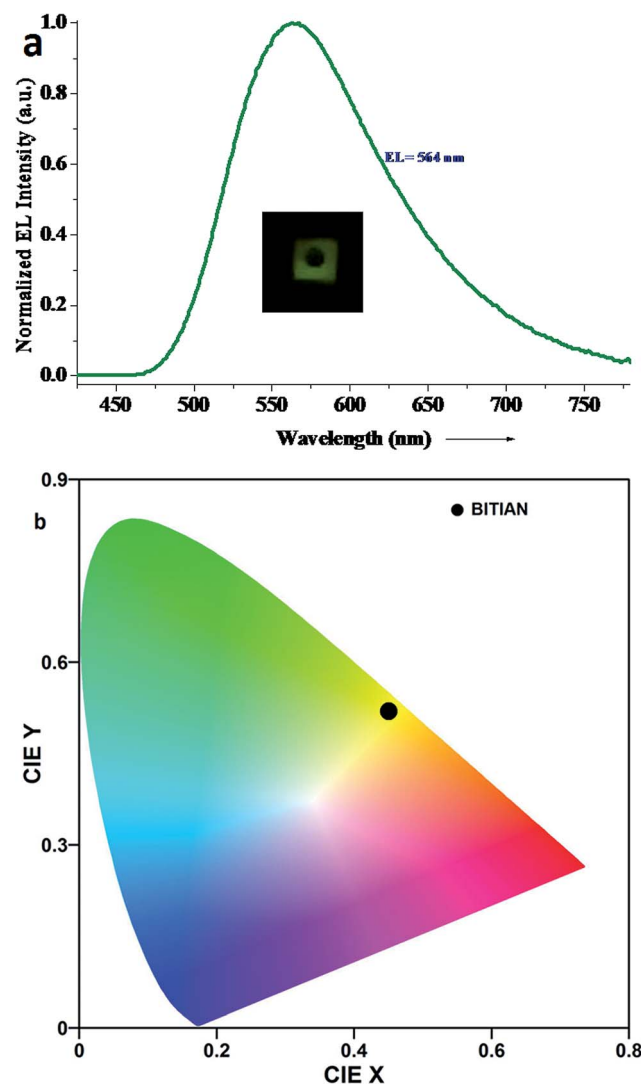 a
1.0
0.8
0.6
0.4
0.2
0.0
Normalized EL Intensity (a.u.)
EL= 564 nm
450 500 550 600 650 700 750
Wavelength (nm)
b
BITIAN
0.9
0.6
0.3
0
CIE Y
0 0.2 0.4 0.6 0.8
CIE X